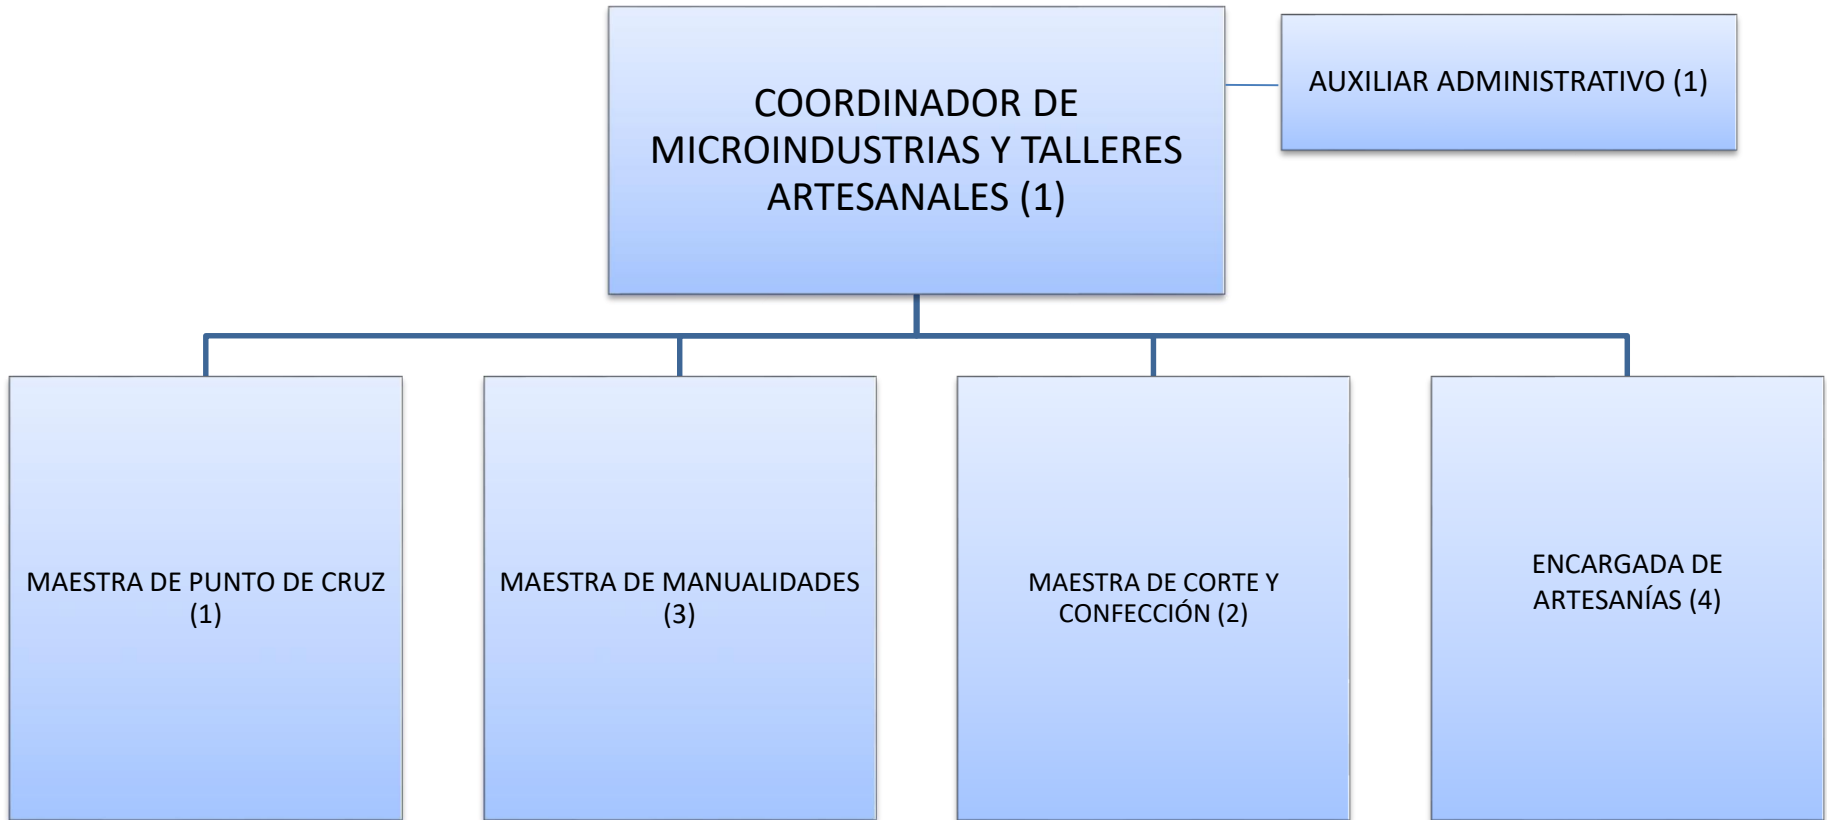 COORDINADOR DE
MICROINDUSTRIAS Y TALLERES
ARTESANALES (1)
AUXILIAR ADMINISTRATIVO (1)
MAESTRA DE PUNTO DE CRUZ
(1)
MAESTRA DE MANUALIDADES
(3)
MAESTRA DE CORTE Y
CONFECCIÓN (2)
ENCARGADA DE
ARTESANÍAS (4)